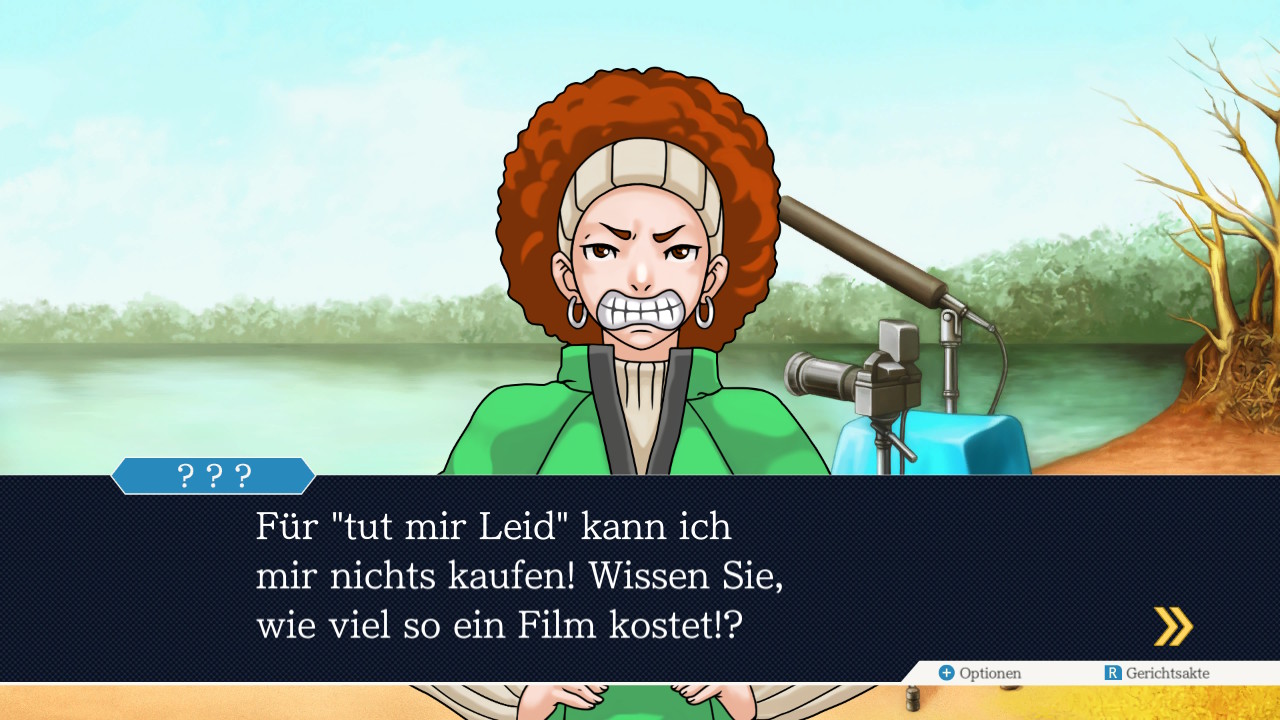 ？？？
Für "tut mir Leid" kann ich
mir nichts kaufen! Wissen Sie,
wie viel so ein Film kostet!?
+ Optionen
R Gerichtsakte